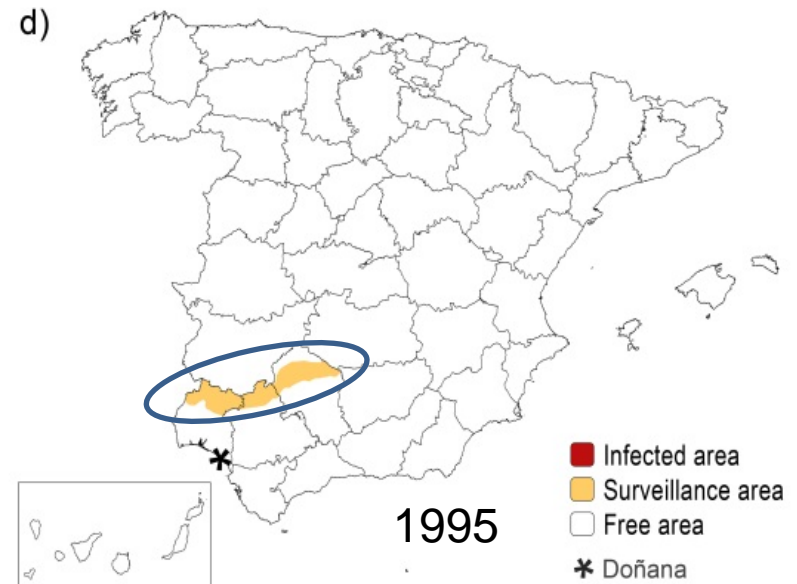 d)
1995
Infected area
Surveillance area
Free area
* Doñana